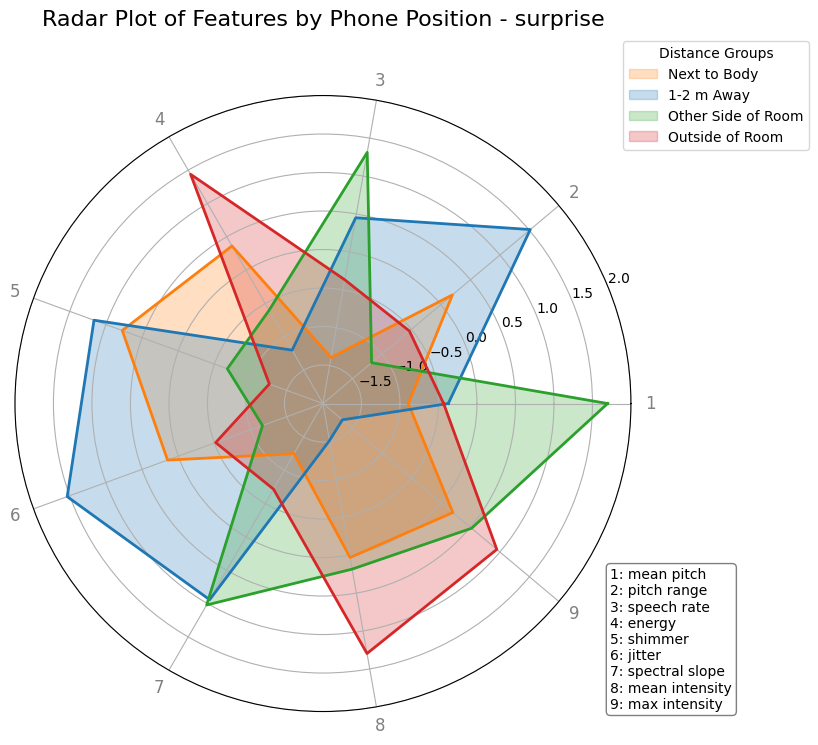 Radar Plot of Features by Phone Position - surprise
Distance Groups
Next to Body
1-2 m Away
Other Side of Room
Outside of Room
3
4
2
5
2.0
1.5
1.0
0.5
0.0
−0.5
−1.0
−1.5
1
6
7
8
9
1: mean pitch
2: pitch range
3: speech rate
4: energy
5: shimmer
6: jitter
7: spectral slope
8: mean intensity
9: max intensity